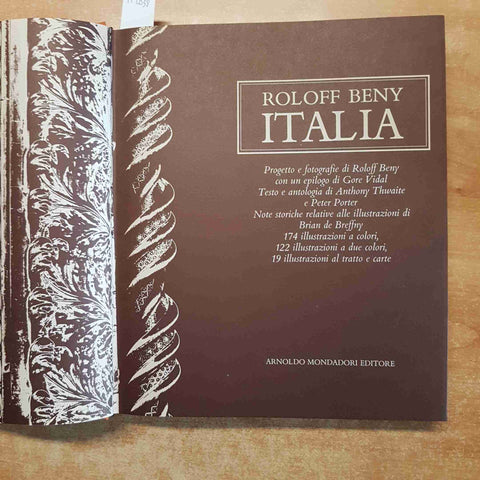 ROLOFF BENY
ITALIA
Progetto e fotografie di Roloff Beny
con un epilogo di Gore Vidal
Testo e antologia di Anthony Thwaite
e Peter Porter
Note storiche relative alle illustrazioni di
Brian de Breffny
174 illustrazioni a colori,
122 illustrazioni a due colori,
19 illustrazioni al tratto e carte
ARNOLDO MONDADORI EDITORE